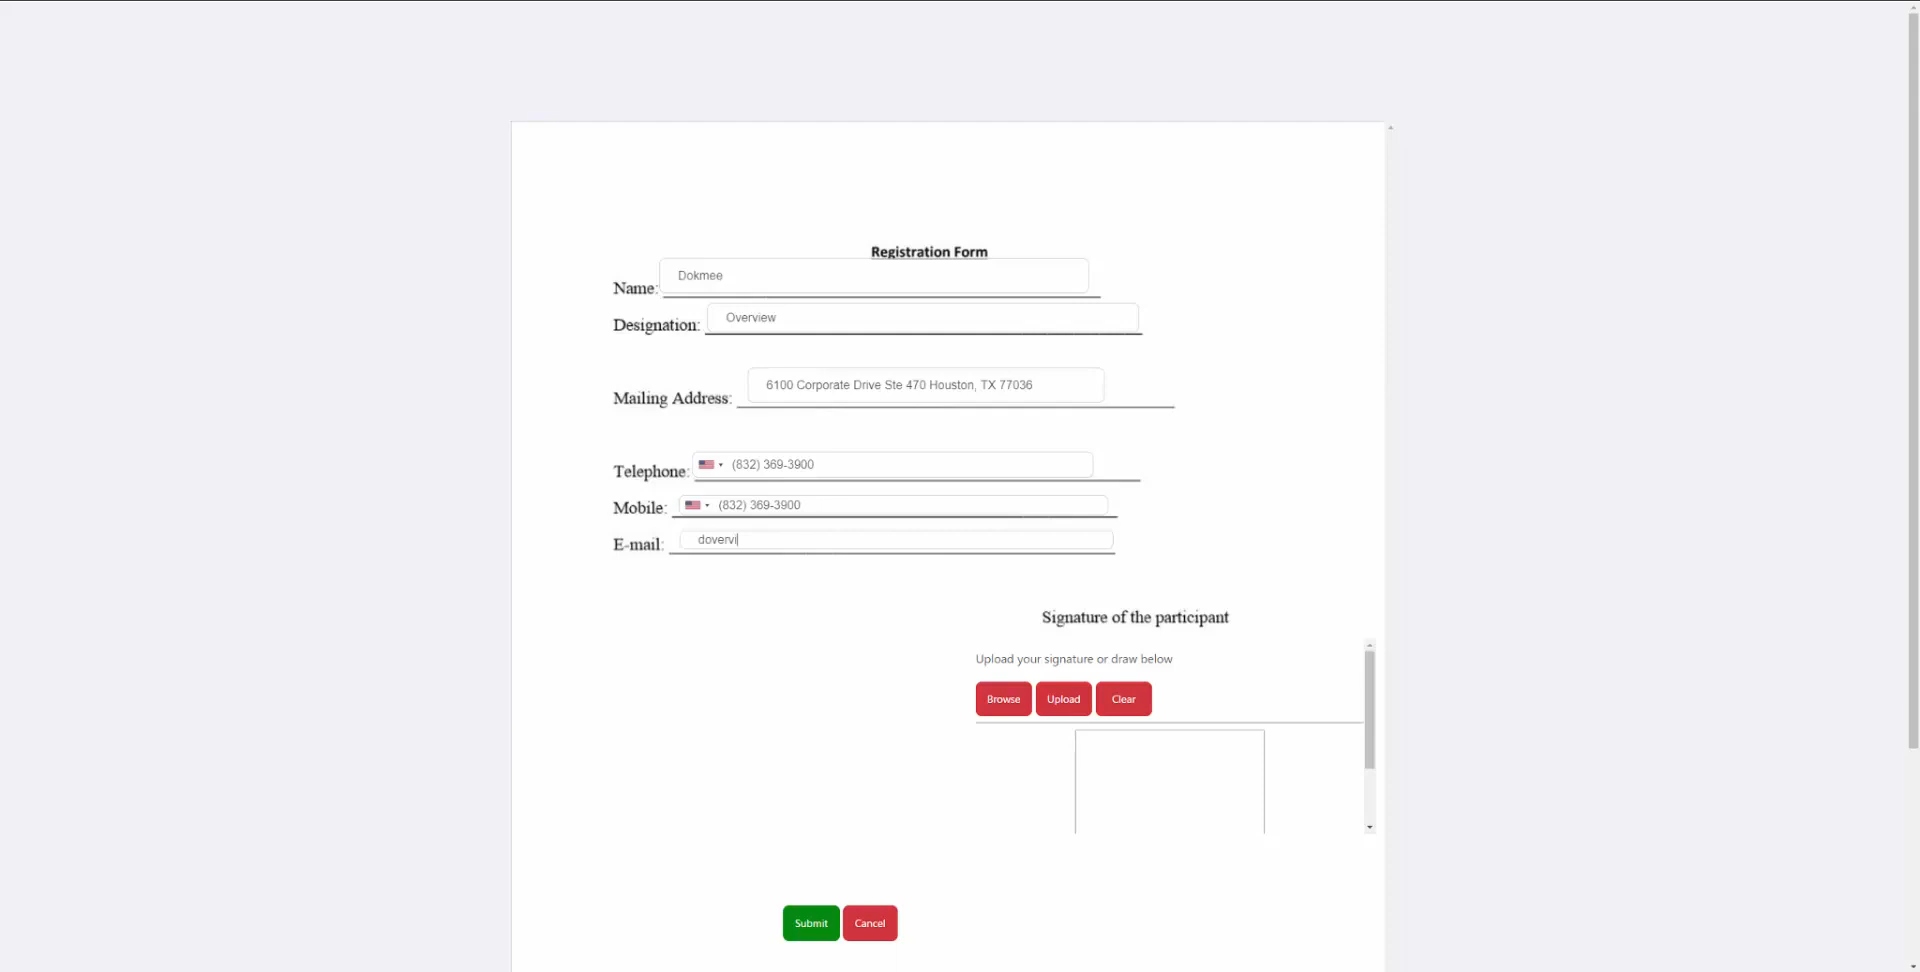 Registration Form
Name: Dokmee
Designation: Overview
Mailing Address: 6100 Corporate Drive Ste 470 Houston, TX 77036
Telephone: (832) 369-3900
Mobile: (832) 369-3900
E-mail: dovervi
Signature of the participant
Upload your signature or draw below
Browse Upload Clear
Submit Cancel